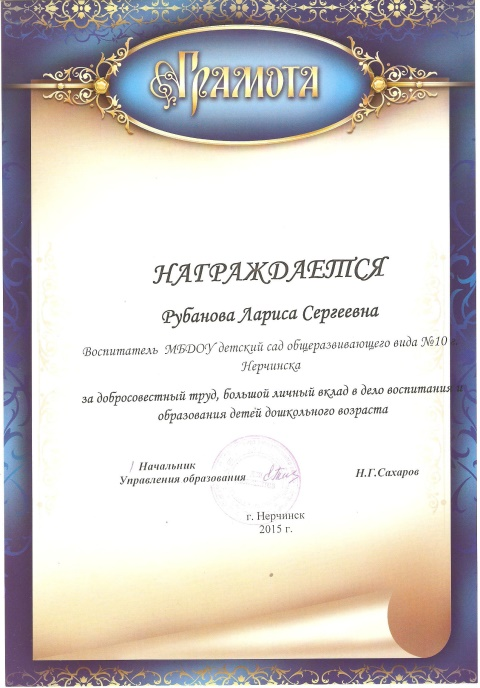 Грамота
НАГРАЖДАЕТСЯ
Рубанова Лариса Сергеевна
Воспитатель МБДОУ детский сад общеразвивающего вида №10 г.
Нерчинска
за добросовестный труд, большой личный вклад в дело воспитания и
образования детей дошкольного возраста
/ Начальник
Управления образования
Н.Г.Сахаров
г. Нерчинск
2015 г.